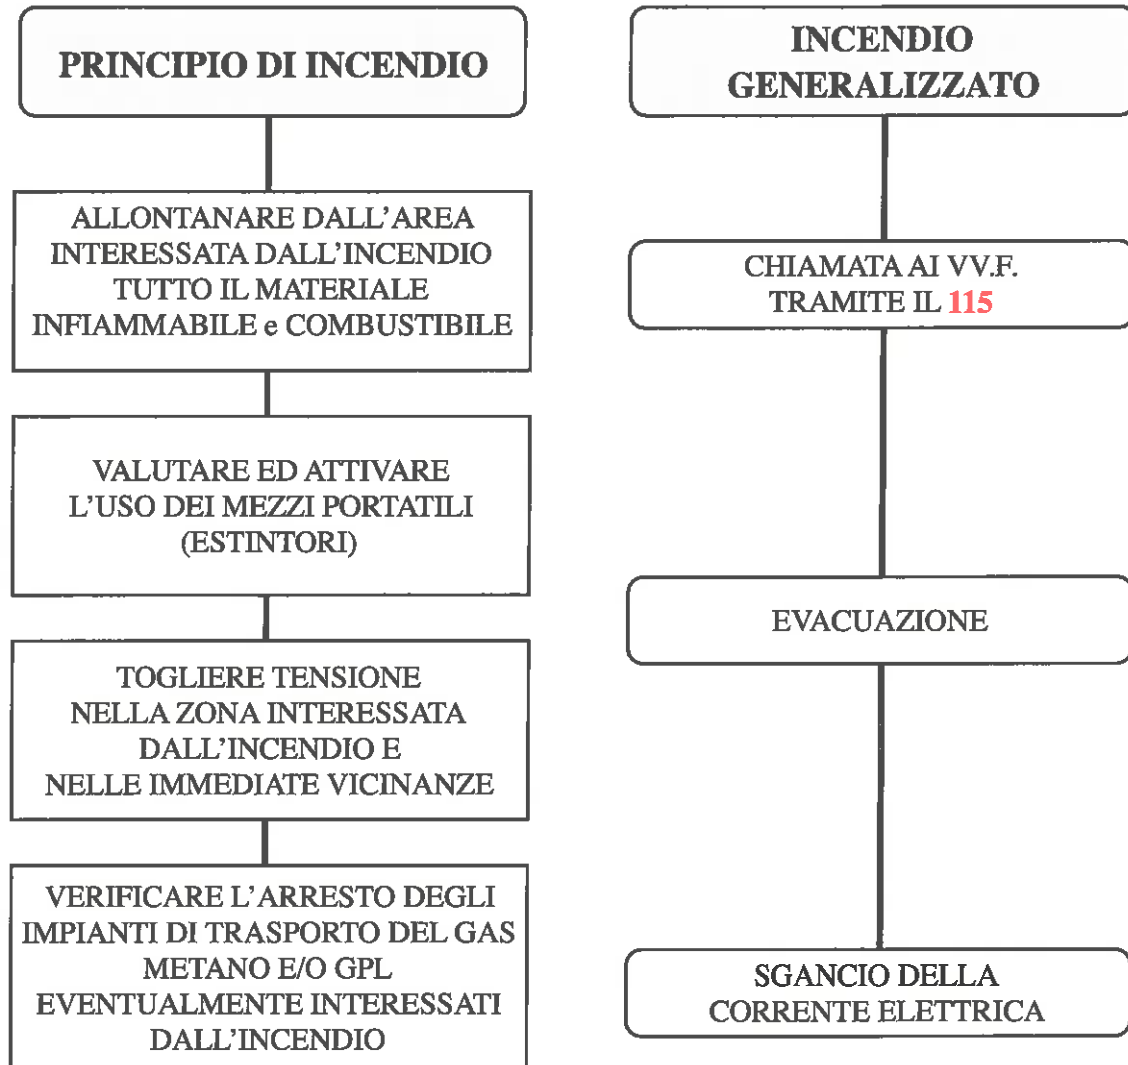 PRINCIPIO DI INCENDIO
ALLONTANARE DALL'AREA
INTERESSATA DALL'INCENDIO
TUTTO IL MATERIALE
INFIAMMABILE e COMBUSTIBILE
VALUTARE ED ATTIVARE
L'USO DEI MEZZI PORTATILI
(ESTINTORI)
TOGLIERE TENSIONE
NELLA ZONA INTERESSATA
DALL'INCENDIO E
NELLE IMMEDIATE VICINANZE
VERIFICARE L'ARRESTO DEGLI
IMPIANTI DI TRASPORTO DEL GAS
METANO E/O GPL
EVENTUALMENTE INTERESSATI
DALL'INCENDIO
INCENDIO
GENERALIZZATO
CHIAMATA AI VV.F.
TRAMITE IL 115
EVACUAZIONE
SGANCIO DELLA
CORRENTE ELETTRICA